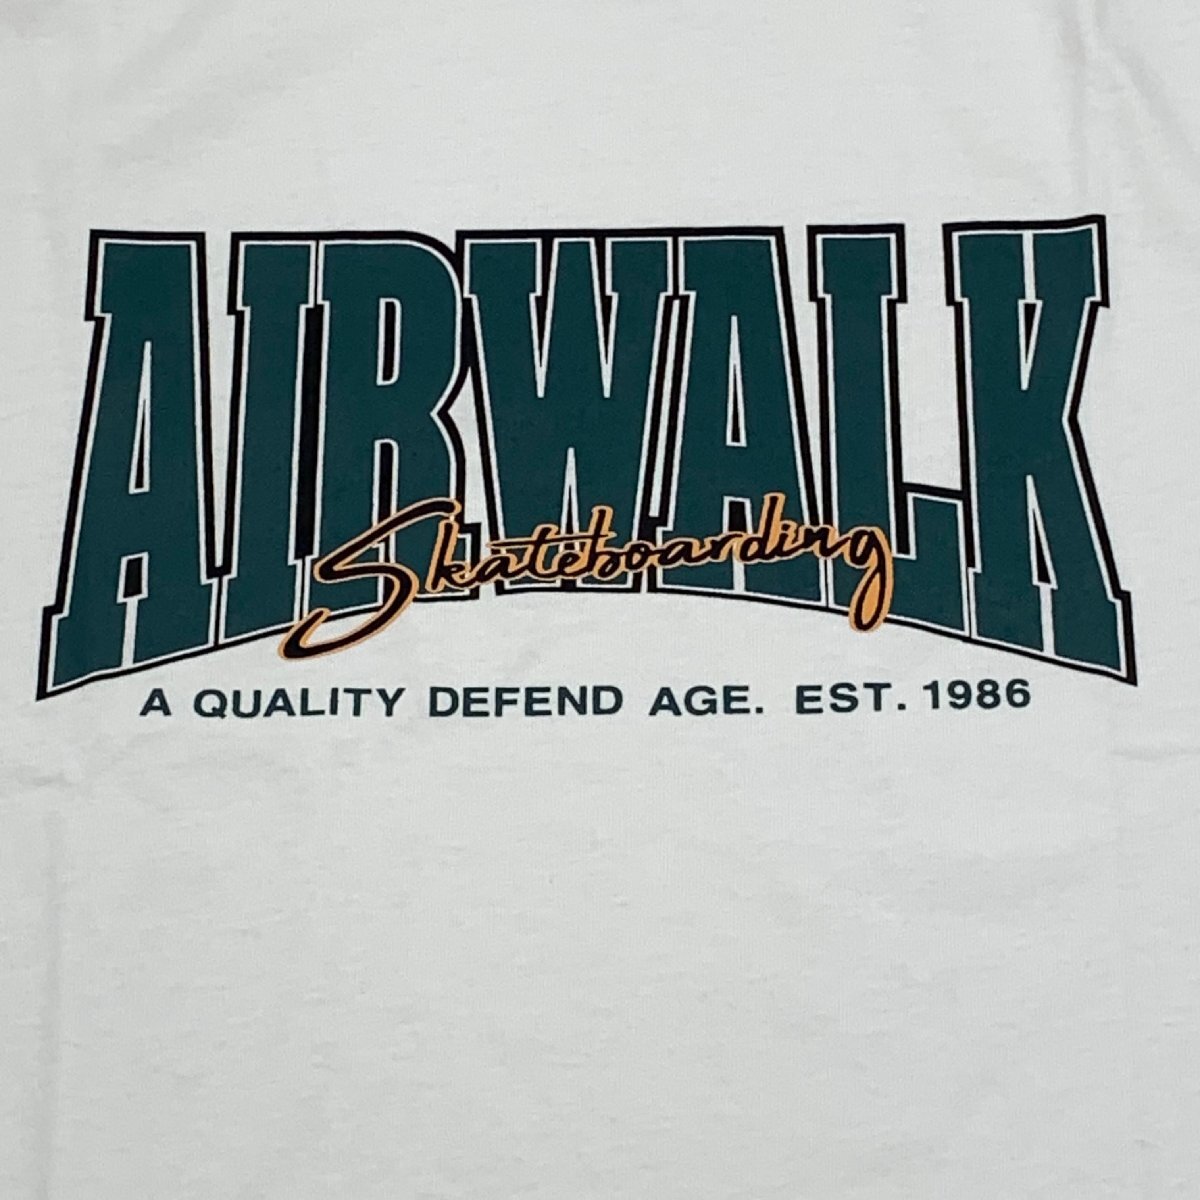 AIRWALK
Skateboarding
A QUALITY DEFEND AGE. EST. 1986